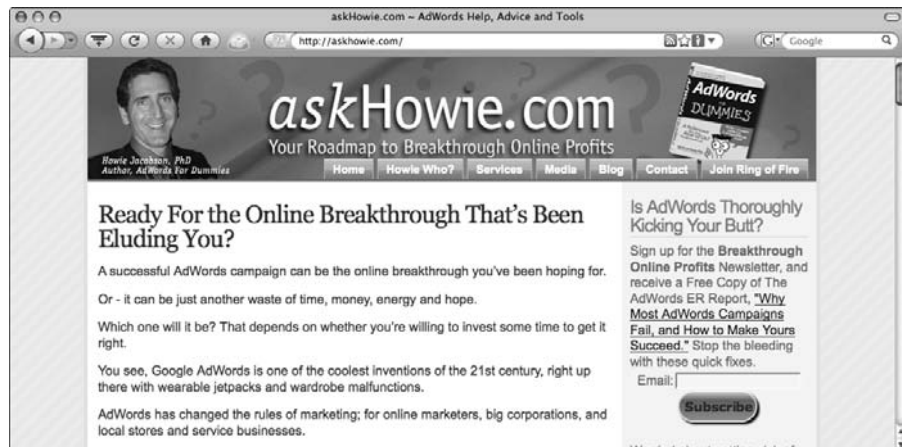 askHowie.com ~ AdWords Help, Advice and Tools
http://askhowie.com/
G
Google
askHowie.com
Your Roadmap to Breakthrough Online Profits
Howie Jacobson, PhD
Author, AdWords For Dummies
AdWords
FOR
DUMMIES
Home
Howie Who?
Services
Media
Blog
Contact
Join Ring of Fire
Ready For the Online Breakthrough That's Been
Eluding You?
A successful AdWords campaign can be the online breakthrough you've been hoping for.
Or - it can be just another waste of time, money, energy and hope.
Which one will it be? That depends on whether you're willing to invest some time to get it
right.
You see, Google AdWords is one of the coolest inventions of the 21st century, right up
there with wearable jetpacks and wardrobe malfunctions.
AdWords has changed the rules of marketing; for online marketers, big corporations, and
local stores and service businesses.
Is AdWords Thoroughly
Kicking Your Butt?
Sign up for the Breakthrough
Online Profits Newsletter, and
receive a Free Copy of The
AdWords ER Report, "Why
Most AdWords Campaigns
Fail, and How to Make Yours
Succeed." Stop the bleeding
with these quick fixes.
Email:
Subscribe